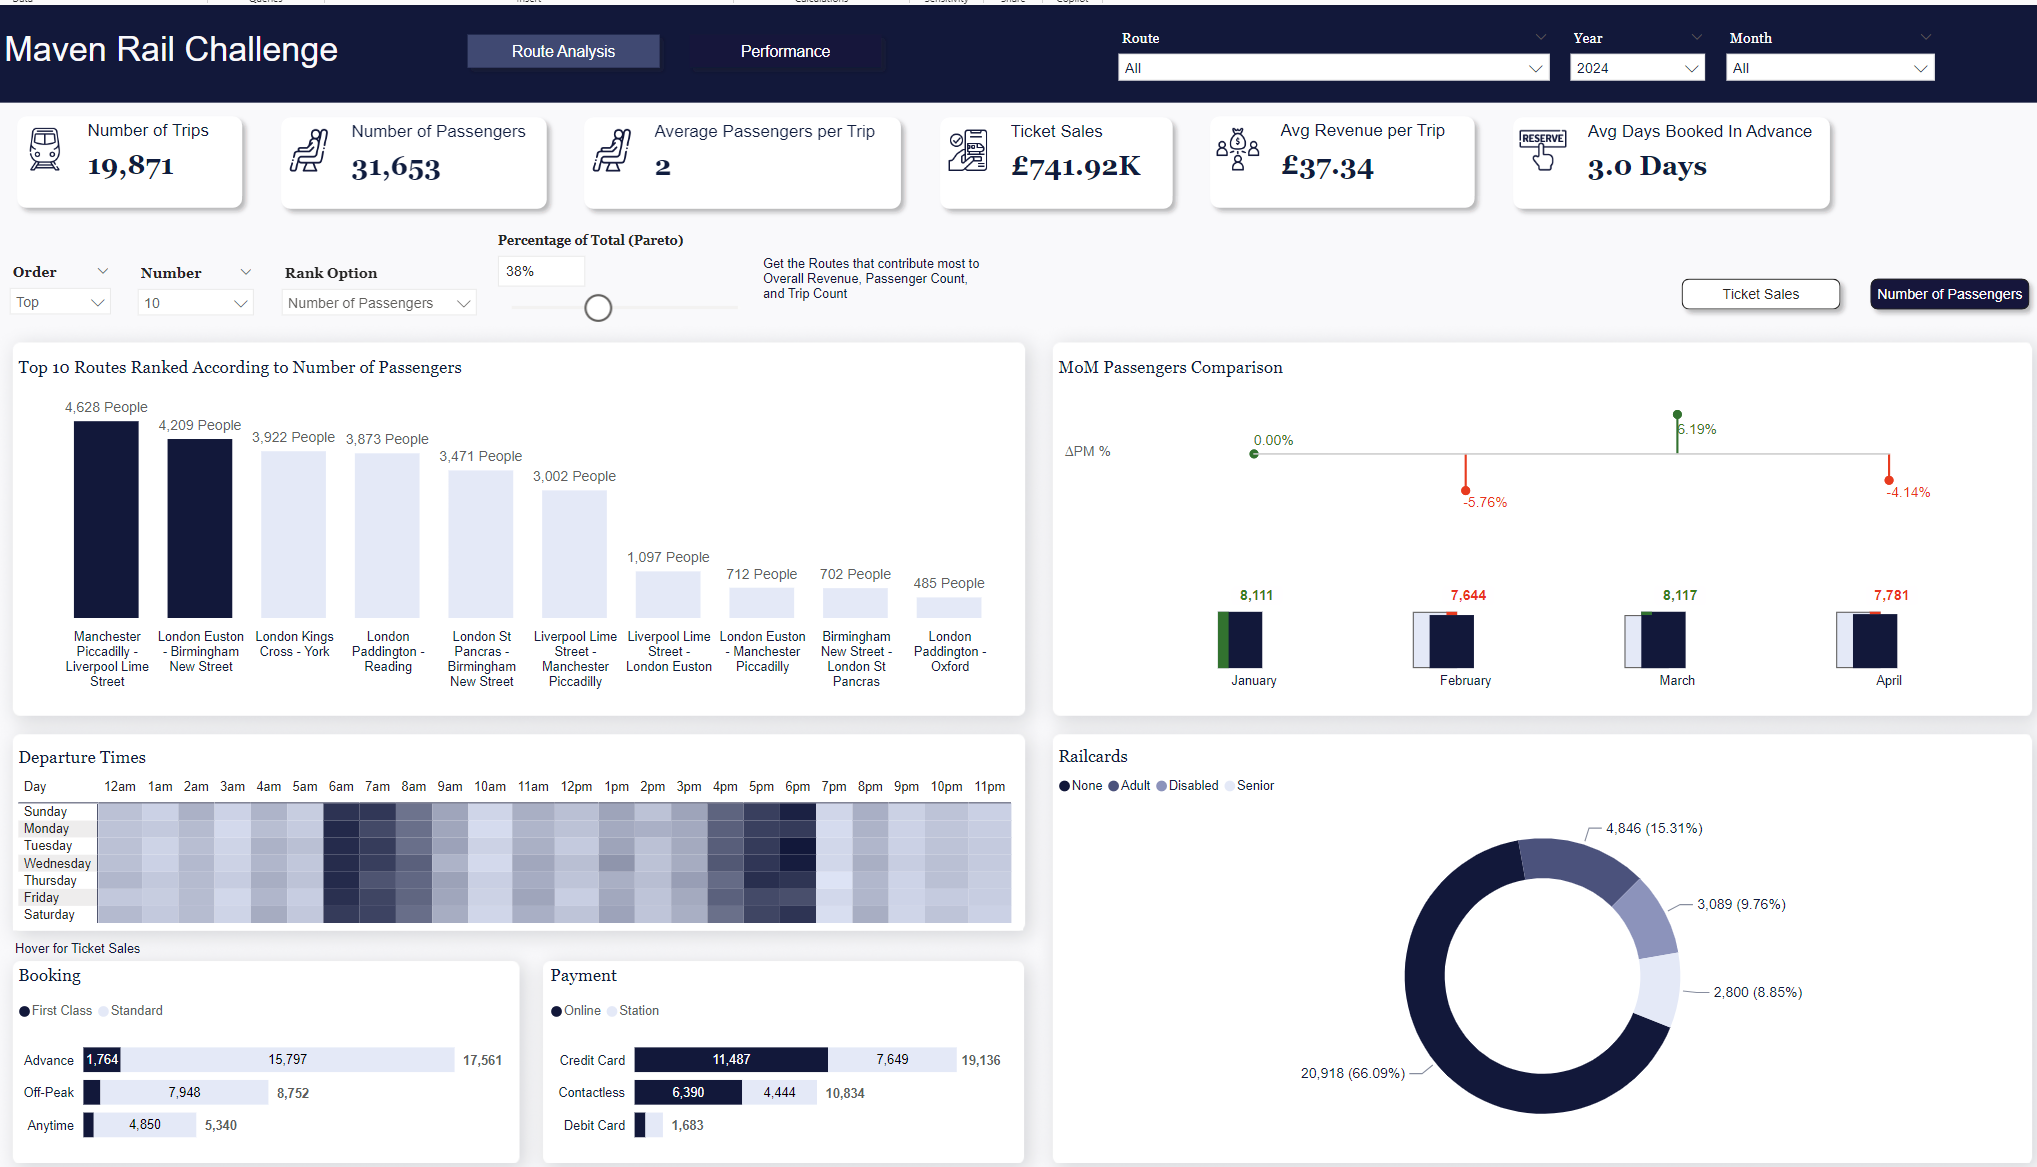 Data
Queries
Insert
Calculations
Sensitivity
Share
Copilot
Maven Rail Challenge
Route Analysis
Performance
Route
All
Year
2024
Month
All
Number of Trips
19,871
Number of Passengers
31,653
Average Passengers per Trip
2
Ticket Sales
£741.92K
Avg Revenue per Trip
£37.34
RESERVE
Avg Days Booked In Advance
3.0 Days
Order
Top
Number
10
Rank Option
Number of Passengers
Percentage of Total (Pareto)
38%
Get the Routes that contribute most to
Overall Revenue, Passenger Count,
and Trip Count
Ticket Sales
Number of Passengers
Top 10 Routes Ranked According to Number of Passengers
4,628 People
4,209 People
3,922 People
3,873 People
3,471 People
3,002 People
1,097 People
712 People
702 People
485 People
Manchester
Piccadilly -
Liverpool Lime
Street
London Euston
- Birmingham
New Street
London Kings
Cross - York
London
Paddington -
Reading
London St
Pancras -
Birmingham
New Street
Liverpool Lime
Street -
Manchester
Piccadilly
Liverpool Lime
Street -
London Euston
London Euston
- Manchester
Piccadilly
Birmingham
New Street -
London St
Pancras
London
Paddington -
Oxford
MoM Passengers Comparison
ΔPM %
0.00%
-5.76%
6.19%
-4.14%
8,111
7,644
8,117
7,781
January
February
March
April
Departure Times
Day 12am 1am 2am 3am 4am 5am 6am 7am 8am 9am 10am 11am 12pm 1pm 2pm 3pm 4pm 5pm 6pm 7pm 8pm 9pm 10pm 11pm
Sunday
Monday
Tuesday
Wednesday
Thursday
Friday
Saturday
Hover for Ticket Sales
Booking
First Class Standard
Advance 1,764 15,797 17,561
Off-Peak 7,948 8,752
Anytime 4,850 5,340
Payment
Online Station
Credit Card 11,487 7,649 19,136
Contactless 6,390 4,444 10,834
Debit Card 1,683
Railcards
None Adult Disabled Senior
4,846 (15.31%)
3,089 (9.76%)
2,800 (8.85%)
20,918 (66.09%)